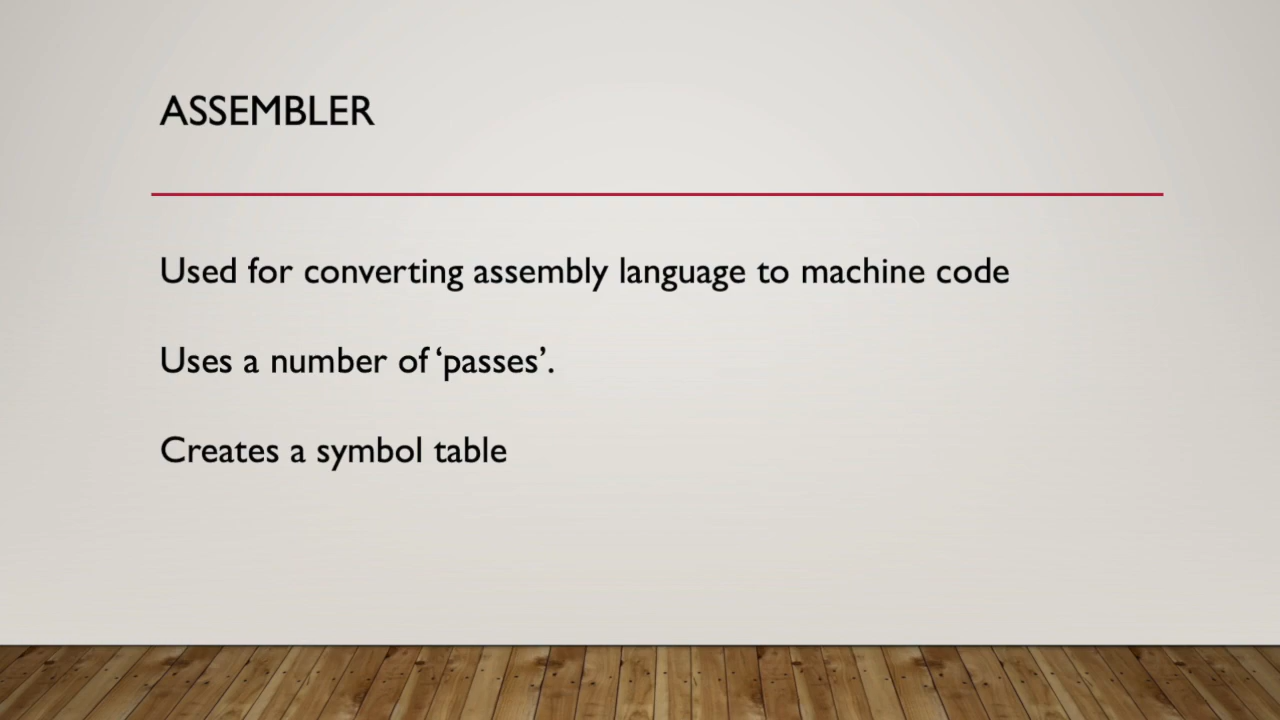 ASSEMBLER
Used for converting assembly language to machine code
Uses a number of ‘passes’.
Creates a symbol table